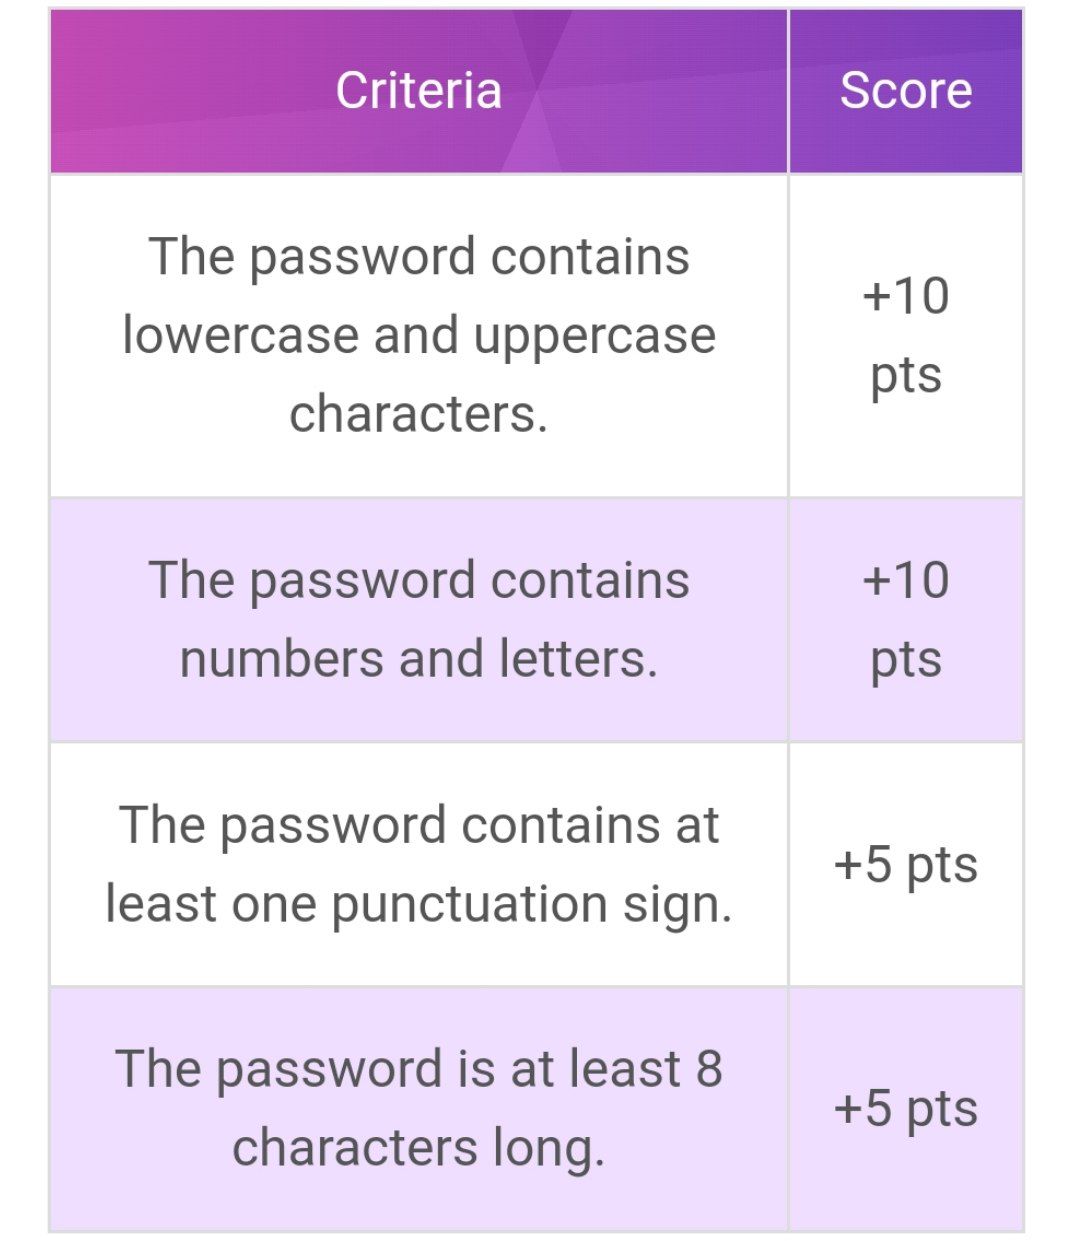 Criteria
Score
The password contains
lowercase and uppercase
characters.
+10
pts
The password contains
numbers and letters.
+10
pts
The password contains at
least one punctuation sign.
+5 pts
The password is at least 8
characters long.
+5 pts